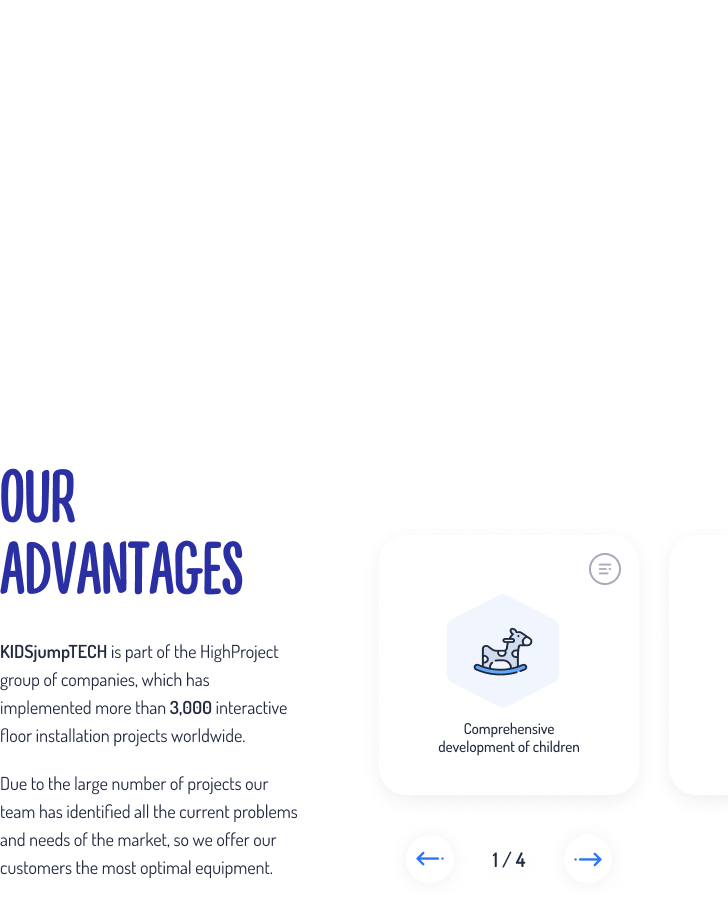 OUR
ADVANTAGES
KIDSjumpTECH is part of the HighProject
group of companies, which has
implemented more than 3,000 interactive
floor installation projects worldwide.
Due to the large number of projects our
team has identified all the current problems
and needs of the market, so we offer our
customers the most optimal equipment.
Comprehensive
development of children
1 / 4